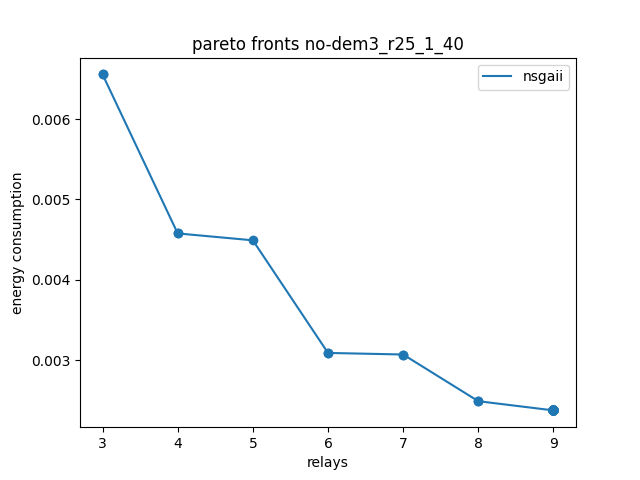 pareto fronts no-dem3_r25_1_40
nsgaii
0.006
0.005
0.004
0.003
energy consumption
3 4 5 6 7 8 9
relays